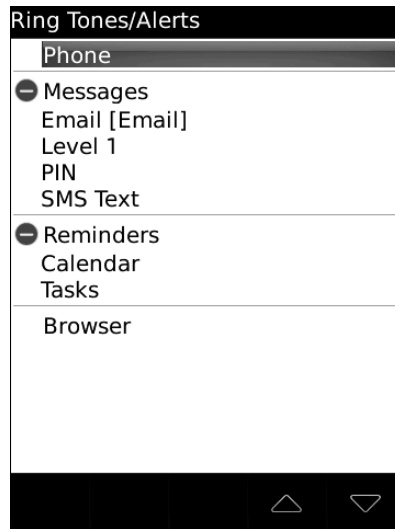 Ring Tones/Alerts
Phone
Messages
Email [Email]
Level 1
PIN
SMS Text
Reminders
Calendar
Tasks
Browser